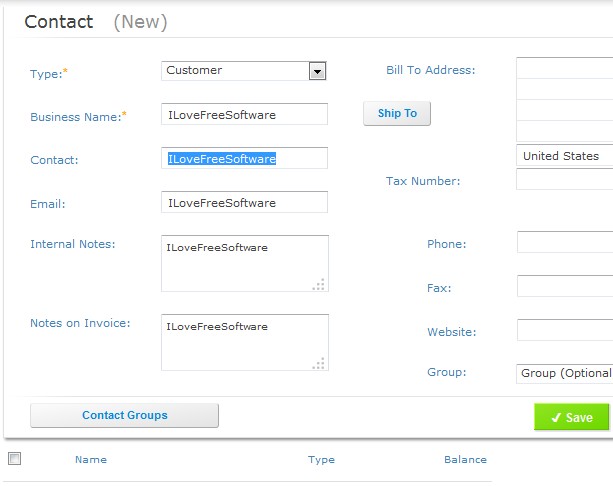 Contact (New)
Type:* Customer
Bill To Address:
Business Name:* ILoveFreeSoftware
Ship To
Contact: ILoveFreeSoftware
United States
Tax Number:
Email: ILoveFreeSoftware
Internal Notes: ILoveFreeSoftware
Phone:
Fax:
Notes on Invoice: ILoveFreeSoftware
Website:
Group: Group (Optional
Contact Groups
✓ Save
Name Type Balance